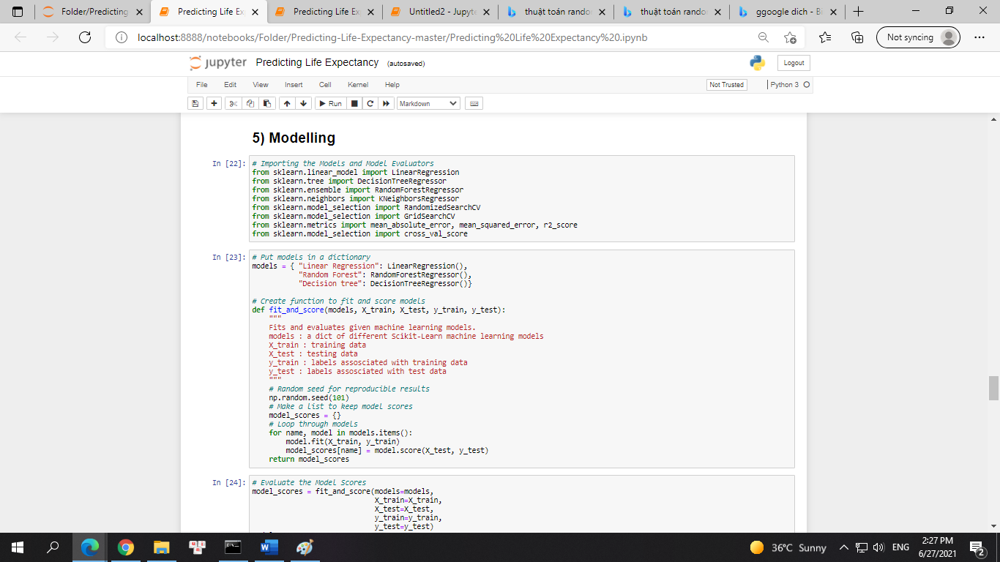 Folder/Predicting
Predicting Life Ex
Predicting Life Ex
Untitled2 - Jupyte
thuật toán rando
thuật toán rando
ggoogle dich - Bi
localhost:8888/notebooks/Folder/Predicting-Life-Expectancy-master/Predicting%20Life%20Expectancy%20.ipynb
Not syncing
jupyter Predicting Life Expectancy (autosaved)
Logout
File Edit View Insert Cell Kernel Help
Not Trusted
Python 3
Run
Markdown
5) Modelling
In [22]:
# Importing the Models and Model Evaluators
from sklearn.linear_model import LinearRegression
from sklearn.tree import DecisionTreeRegressor
from sklearn.ensemble import RandomForestRegressor
from sklearn.neighbors import KNeighborsRegressor
from sklearn.model_selection import RandomizedSearchCV
from sklearn.model_selection import GridSearchCV
from sklearn.metrics import mean_absolute_error, mean_squared_error, r2_score
from sklearn.model_selection import cross_val_score
In [23]:
# Put models in a dictionary
models = { "Linear Regression": LinearRegression(),
"Random Forest": RandomForestRegressor(),
"Decision tree": DecisionTreeRegressor()}
# Create function to fit and score models
def fit_and_score(models, X_train, X_test, y_train, y_test):
"""
Fits and evaluates given machine learning models.
models : a dict of different Scikit-Learn machine learning models
X_train : training data
X_test : testing data
y_train : labels assosciated with training data
y_test : labels assosciated with test data
"""
# Random seed for reproducible results
np.random.seed(101)
# Make a list to keep model scores
model_scores = {}
# Loop through models
for name, model in models.items():
model.fit(X_train, y_train)
model_scores[name] = model.score(X_test, y_test)
return model_scores
In [24]:
# Evaluate the Model Scores
model_scores = fit_and_score(models=models,
X_train=X_train,
X_test=X_test,
y_train=y_train,
y_test=y_test)
36°C Sunny
ENG
2:27 PM
6/27/2021
2